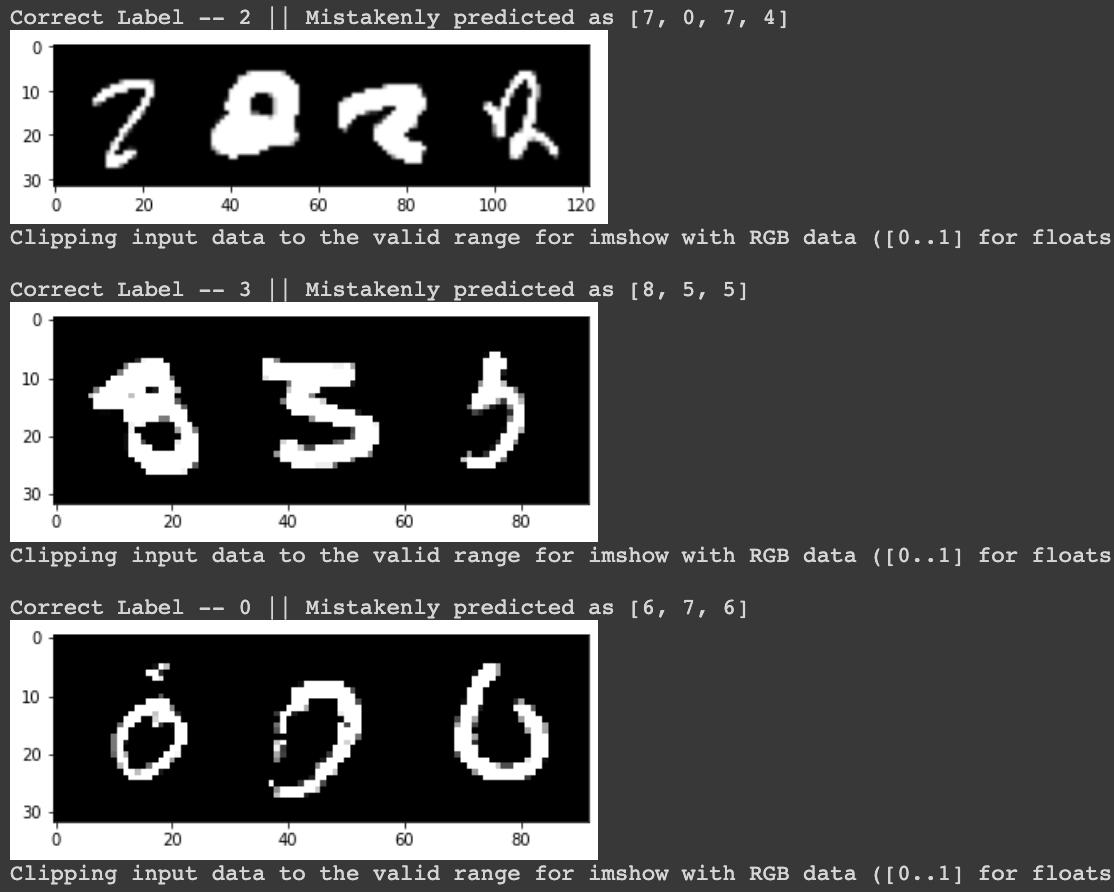 Correct Label -- 2 || Mistakenly predicted as [7, 0, 7, 4]
0
10
20
30
0 20 40 60 80 100 120
Clipping input data to the valid range for imshow with RGB data ([0..1] for floats
Correct Label -- 3 || Mistakenly predicted as [8, 5, 5]
0
10
20
30
0 20 40 60 80
Clipping input data to the valid range for imshow with RGB data ([0..1] for floats
Correct Label -- 0 || Mistakenly predicted as [6, 7, 6]
0
10
20
30
0 20 40 60 80
Clipping input data to the valid range for imshow with RGB data ([0..1] for floats